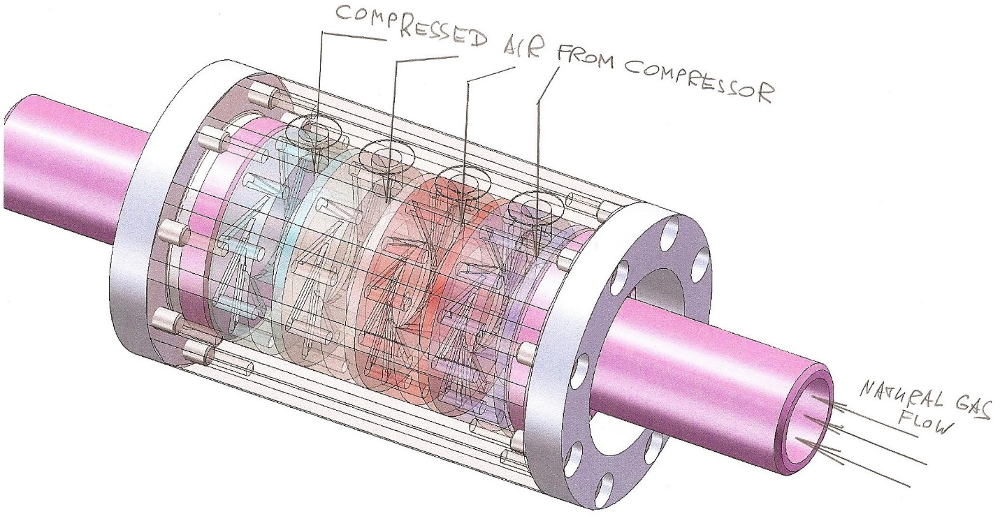 COMPRESSED AIR FROM COMPRESSOR
NATURAL GAS
FLOW